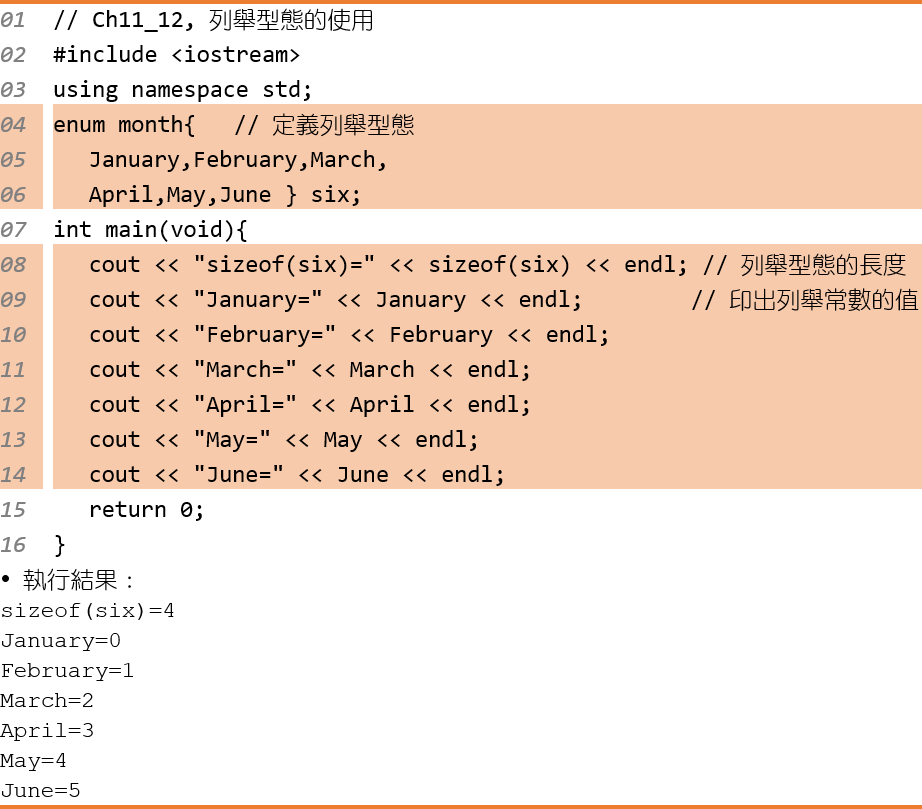 01 // Ch11_12, 列舉型態的使用
02 #include <iostream>
03 using namespace std;
04 enum month{ // 定義列舉型態
05 January,February,March,
06 April,May,June } six;
07 int main(void){
08 cout << "sizeof(six)=" << sizeof(six) << endl; // 列舉型態的長度
09 cout << "January=" << January << endl; // 印出列舉常數的值
10 cout << "February=" << February << endl;
11 cout << "March=" << March << endl;
12 cout << "April=" << April << endl;
13 cout << "May=" << May << endl;
14 cout << "June=" << June << endl;
15 return 0;
16 }
• 執行結果：
sizeof(six)=4
January=0
February=1
March=2
April=3
May=4
June=5